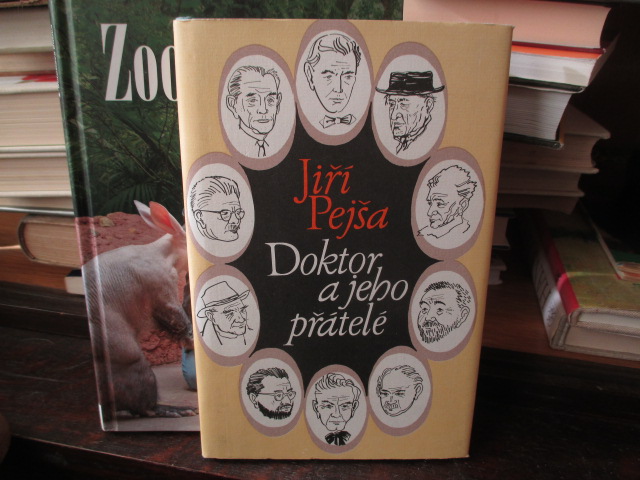 Zoo
Jiří
Pejša
Doktor
a jeho
přátelé